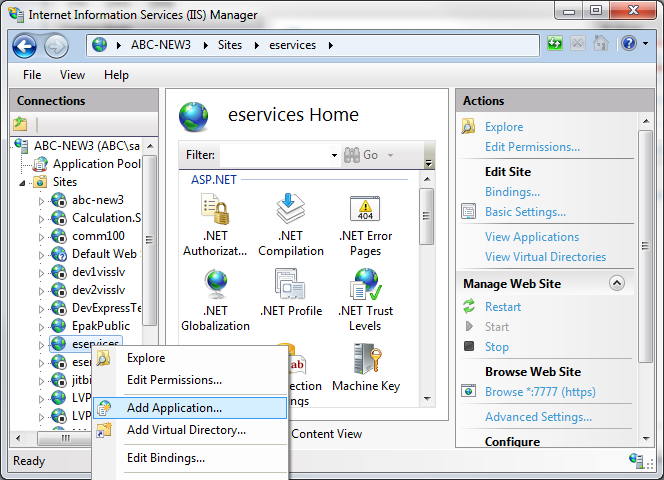 Internet Information Services (IIS) Manager
ABC-NEW3 Sites eservices
File View Help
Connections
ABC-NEW3 (ABC\sa
Application Pool
Sites
abc-new3
Calculation.S
comm100
Default Web
dev1visslv
dev2visslv
DevExpressTe
EpakPublic
eservices
eser
jitbi
LVP
LV
eservices Home
Filter: Go
ASP.NET
.NET Authorizat...
.NET Compilation
404
.NET Error Pages
.NET Globalization
.NET Profile
.NET Trust Levels
ab
ection
ngs
Machine Key
Content View
Explore
Edit Permissions...
Add Application...
Add Virtual Directory...
Edit Bindings...
Actions
Explore
Edit Permissions...
Edit Site
Bindings...
Basic Settings...
View Applications
View Virtual Directories
Manage Web Site
Restart
Start
Stop
Browse Web Site
Browse *:7777 (https)
Advanced Settings...
Configure
Ready